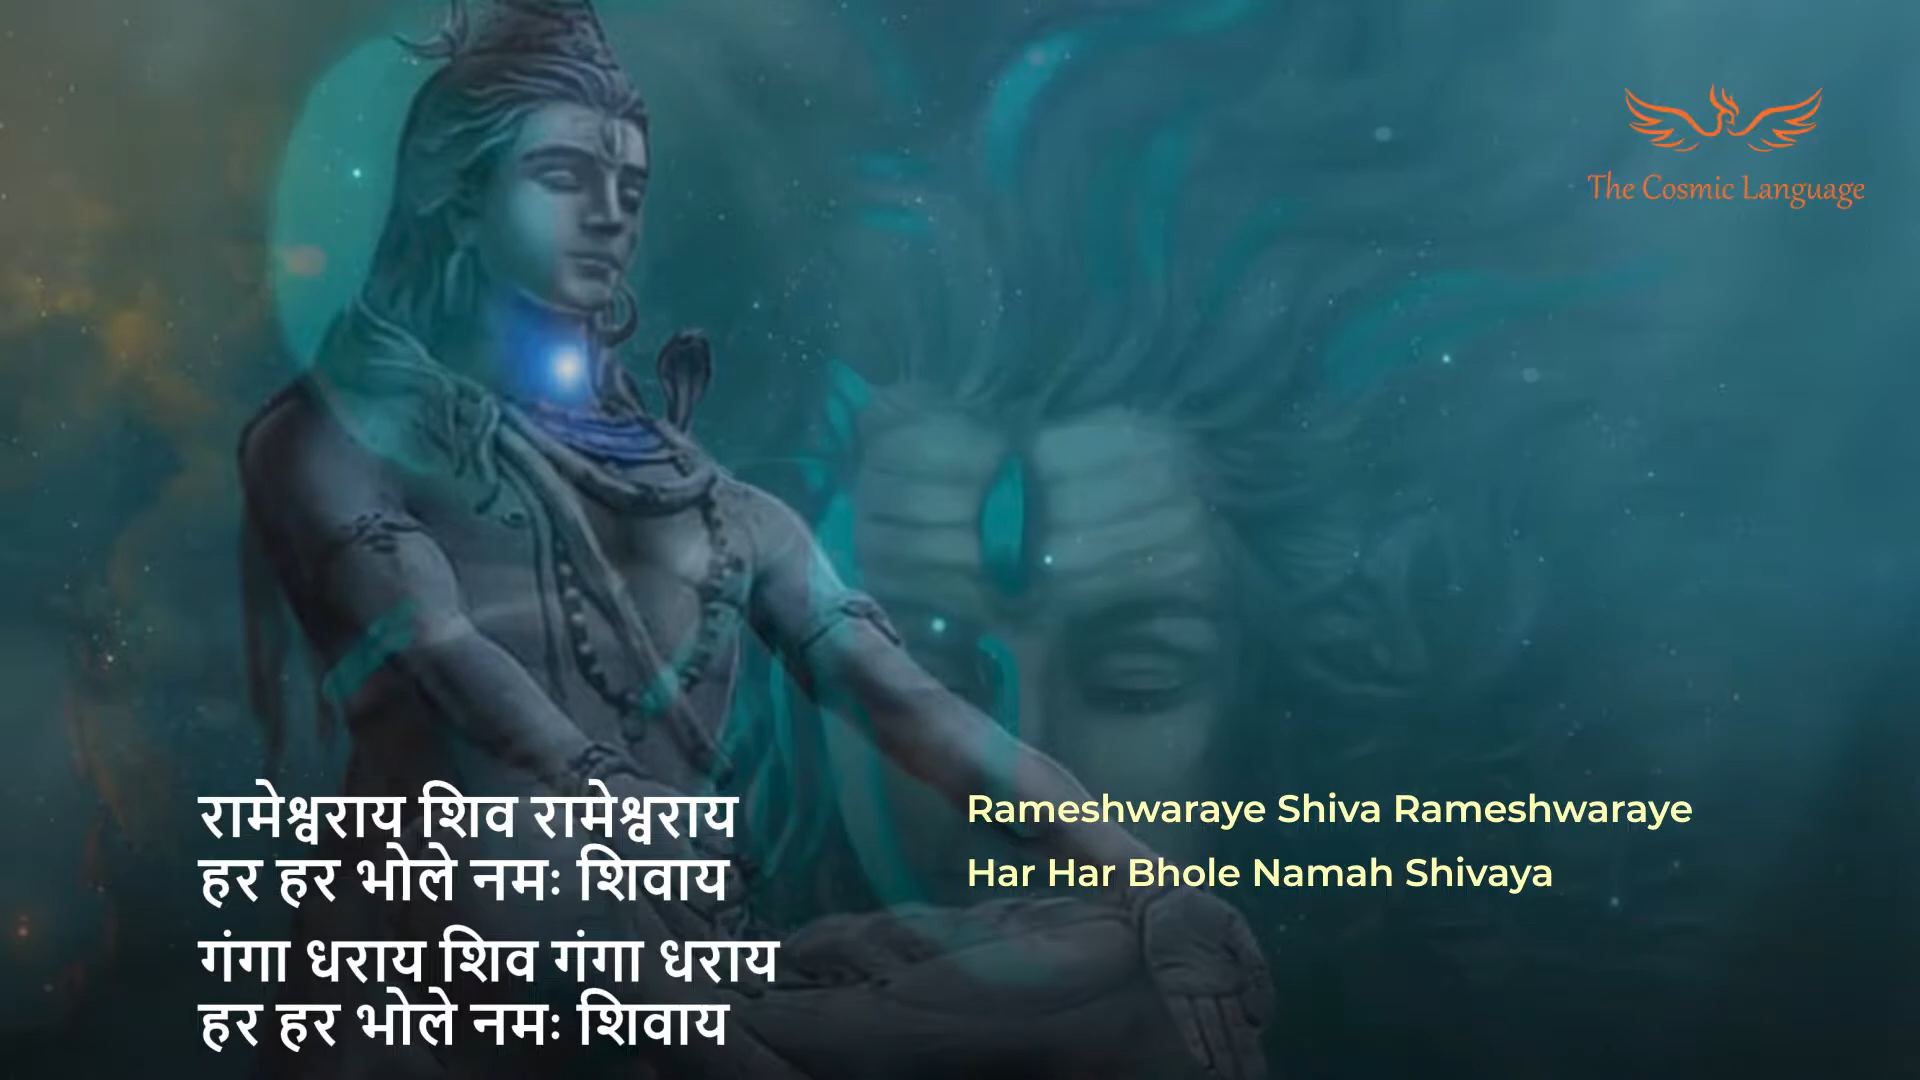 The Cosmic Language
रामेश्वराय शिव रामेश्वराय
हर हर भोले नमः शिवाय
गंगा धराय शिव गंगा धराय
हर हर भोले नमः शिवाय
Rameshwaraye Shiva Rameshwaraye
Har Har Bhole Namah Shivaya